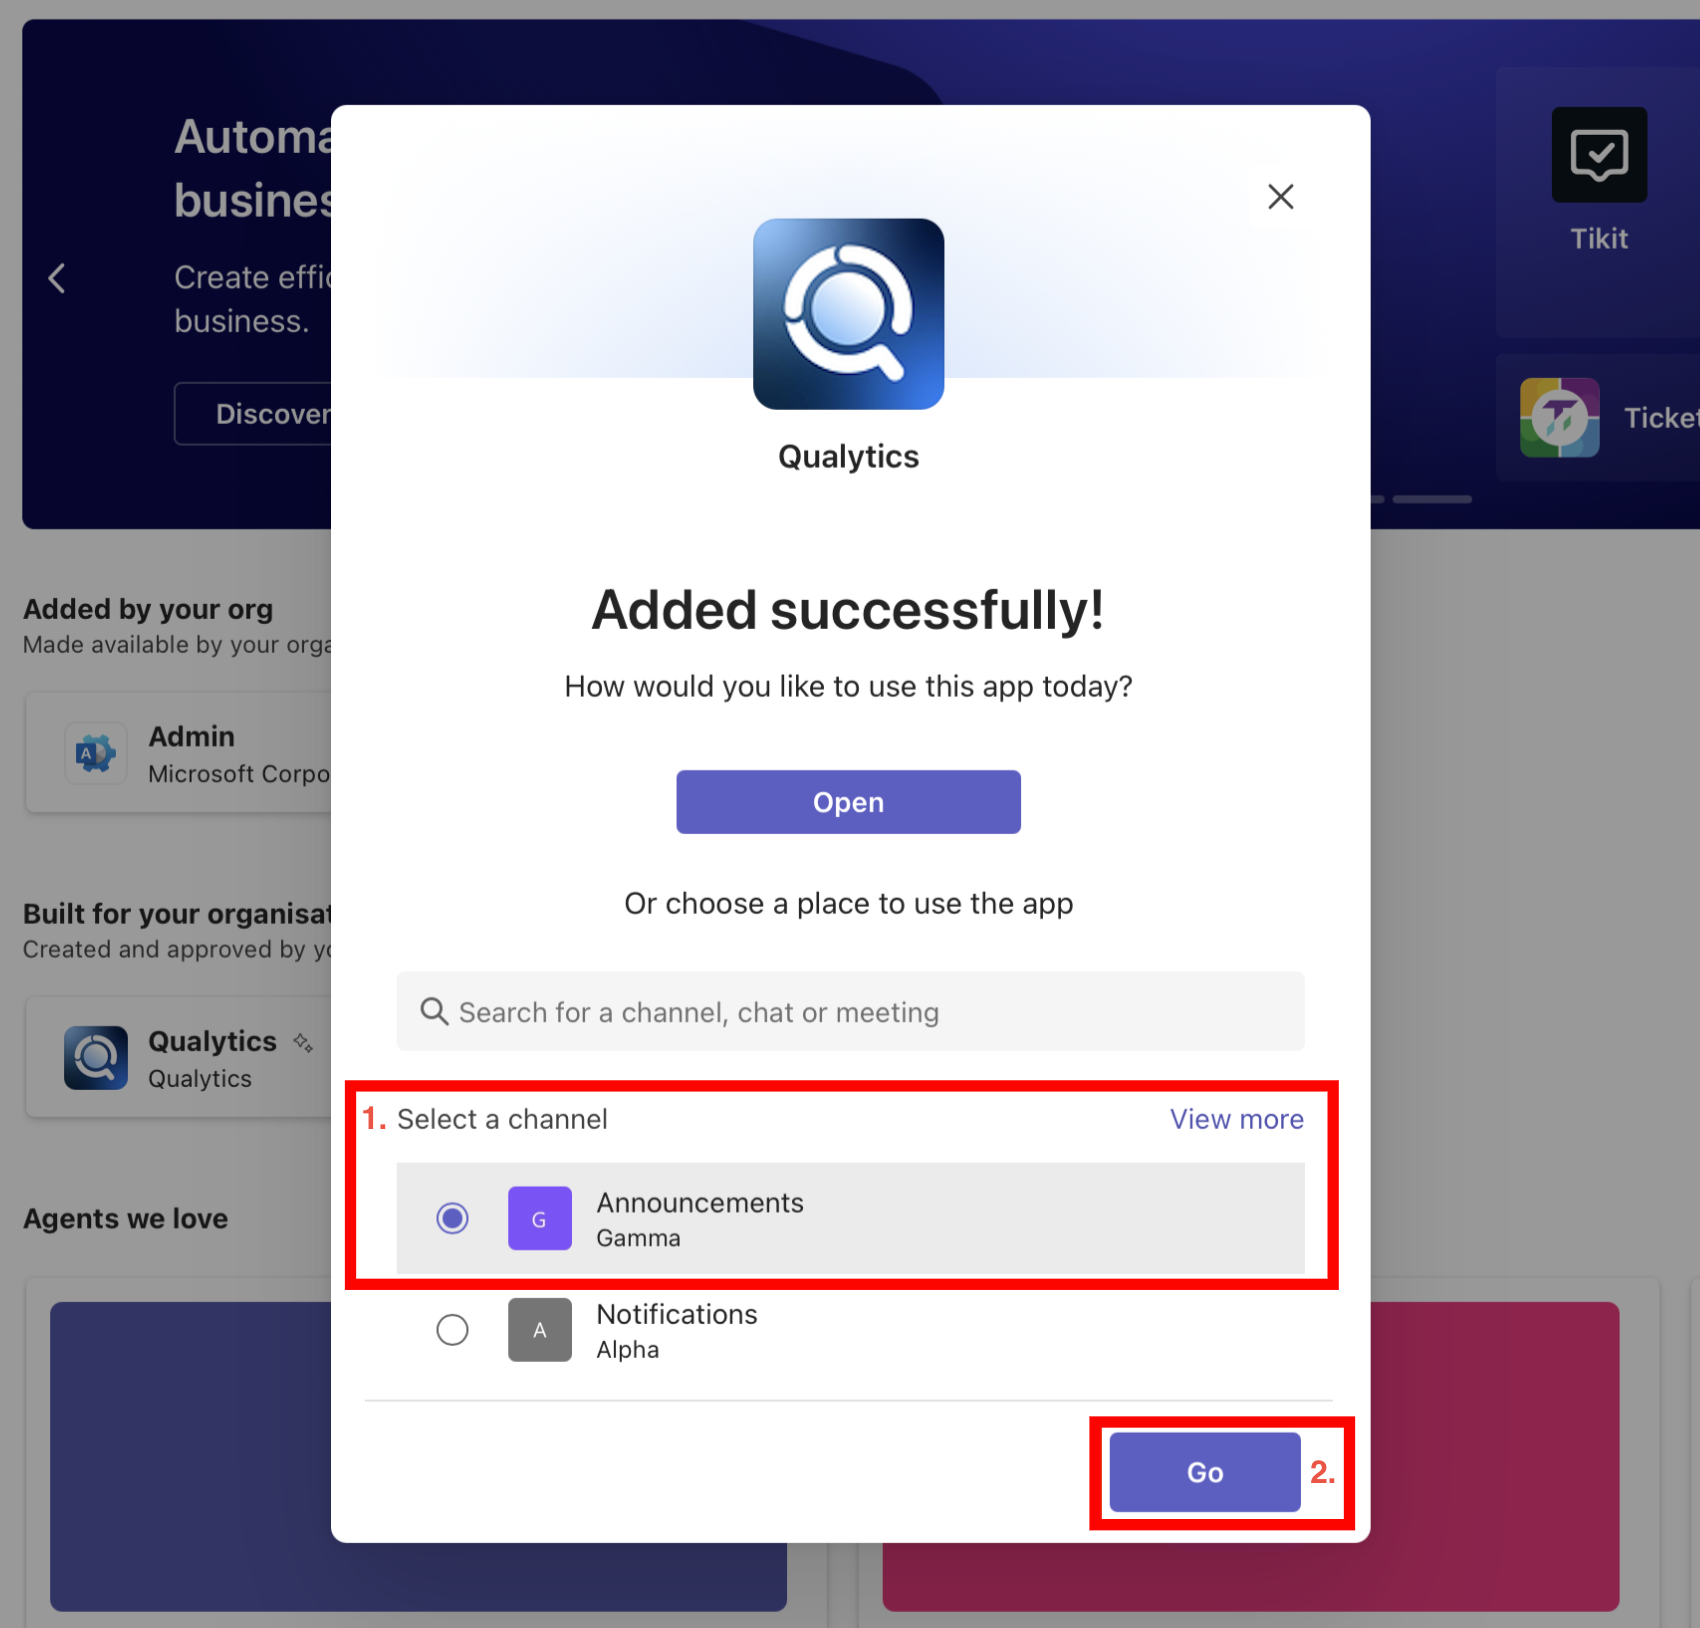 Automa
busines
Create effic
business.
Discover
Tikit
Ticket
Qualytics
Added successfully!
How would you like to use this app today?
Open
Or choose a place to use the app
Search for a channel, chat or meeting
1. Select a channel
View more
G
Announcements
Gamma
A
Notifications
Alpha
Go
2.
Added by your org
Made available by your orga
A
Admin
Microsoft Corpo
Built for your organisat
Created and approved by yo
Qualytics
Qualytics
Agents we love